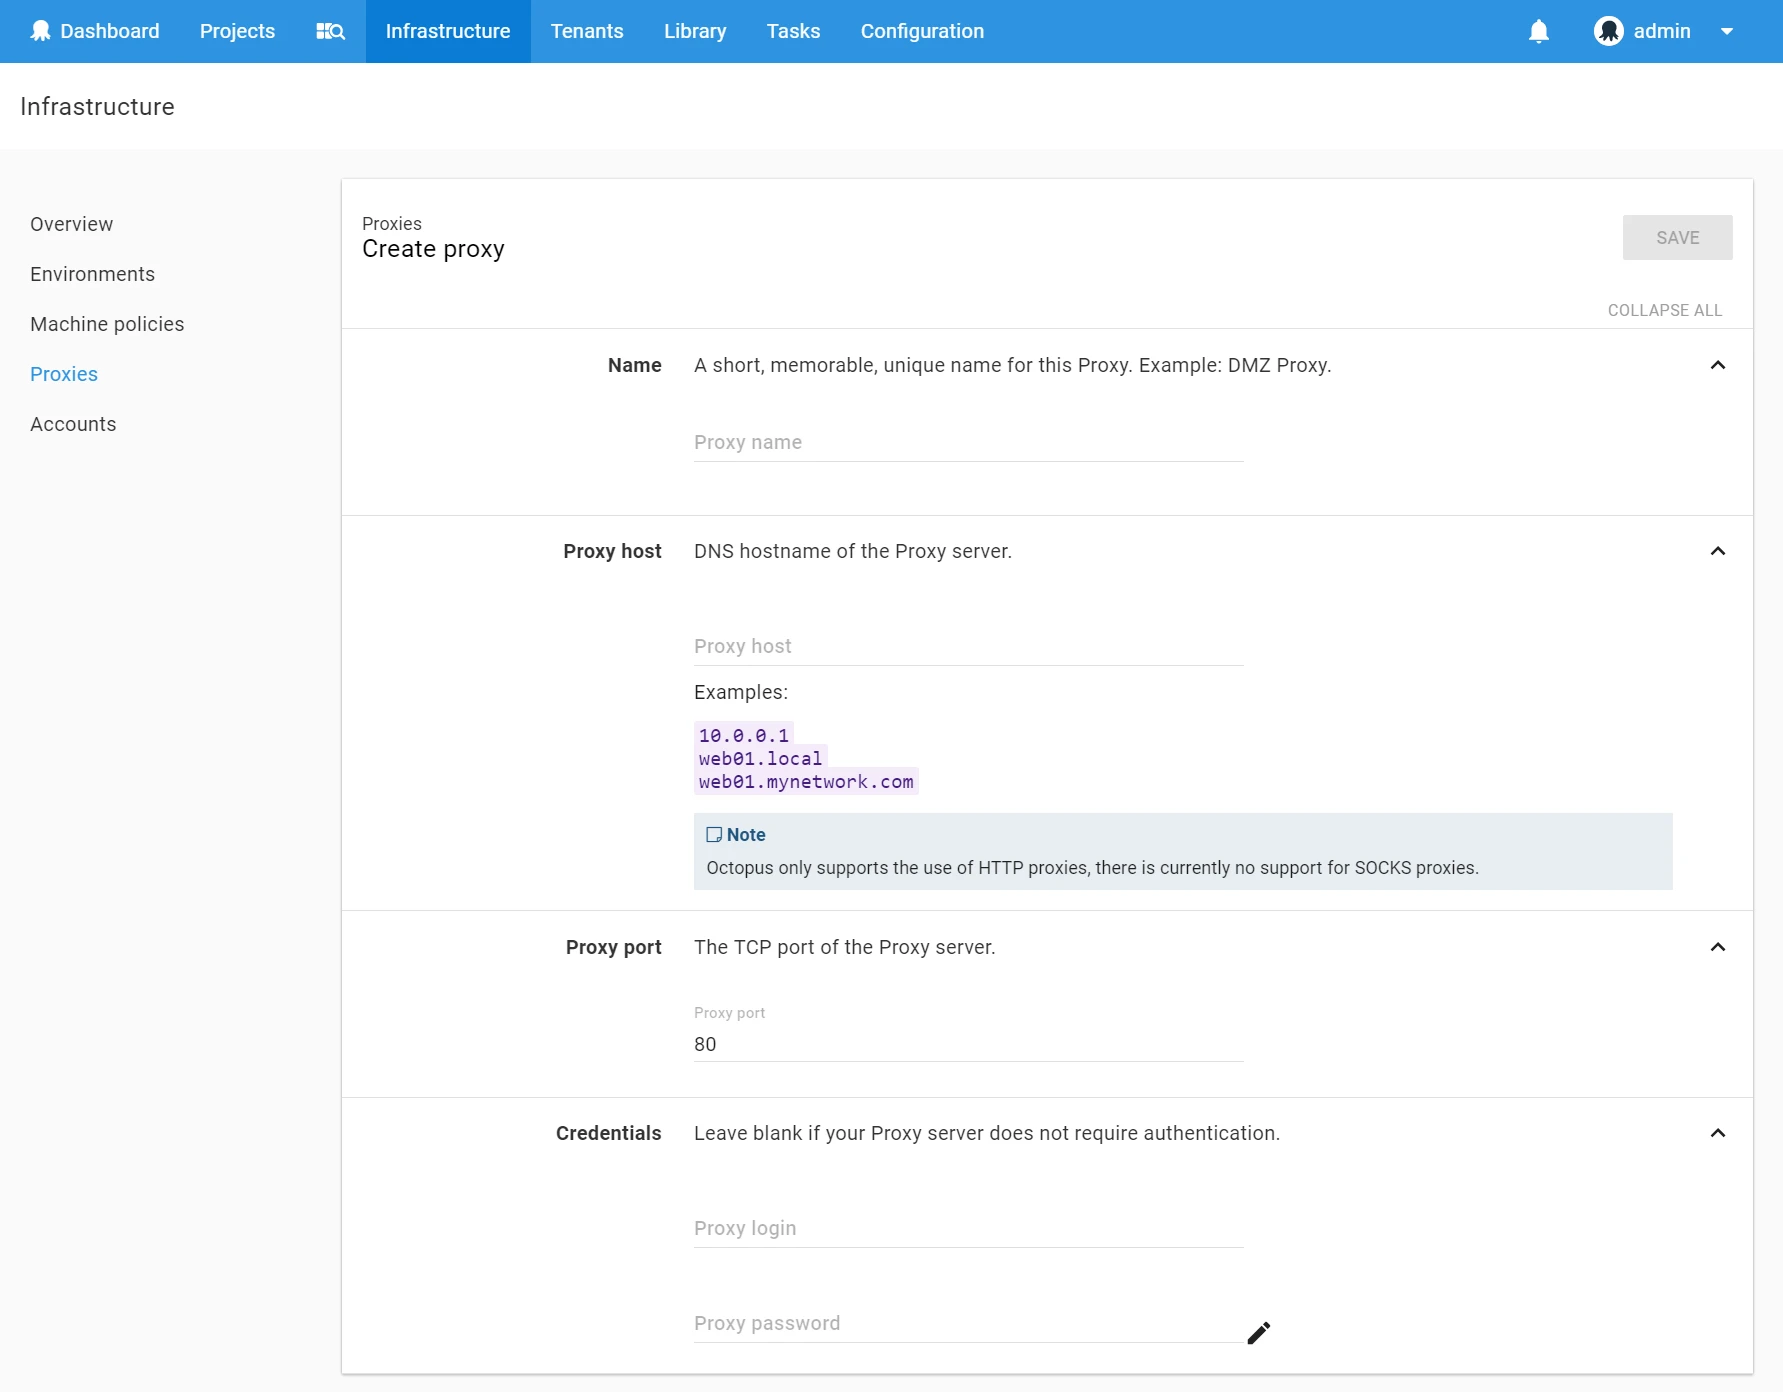 Dashboard Projects Infrastructure Tenants Library Tasks Configuration admin
Infrastructure
Overview
Environments
Machine policies
Proxies
Accounts
Proxies
Create proxy
SAVE
COLLAPSE ALL
Name A short, memorable, unique name for this Proxy. Example: DMZ Proxy.
Proxy name
Proxy host DNS hostname of the Proxy server.
Proxy host
Examples:
10.0.0.1
web01.local
web01.mynetwork.com
Note
Octopus only supports the use of HTTP proxies, there is currently no support for SOCKS proxies.
Proxy port The TCP port of the Proxy server.
Proxy port
80
Credentials Leave blank if your Proxy server does not require authentication.
Proxy login
Proxy password